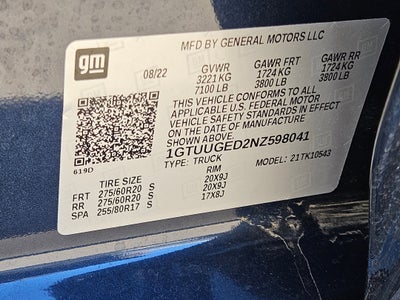 gm
MFD BY GENERAL MOTORS LLC
08/22 GVWR GAWR FRT GAWR RR
3221 KG 1724 KG 1724 KG
7100 LB 3800 LB 3800 LB
THIS VEHICLE CONFORMS TO ALL
APPLICABLE U.S. FEDERAL MOTOR
VEHICLE SAFETY
ON THE DATE OF MANUFACTURE
SHOWN ABOVE.
1GTUUGED2NZ598041
619D
TYPE: TRUCK MODEL: 21TK10543
TIRE SIZE RIM
FRT 275/60R20 S 20X9J
RR 275/60R20 S 20X9J
SPA 255/80R17 S 17X8J